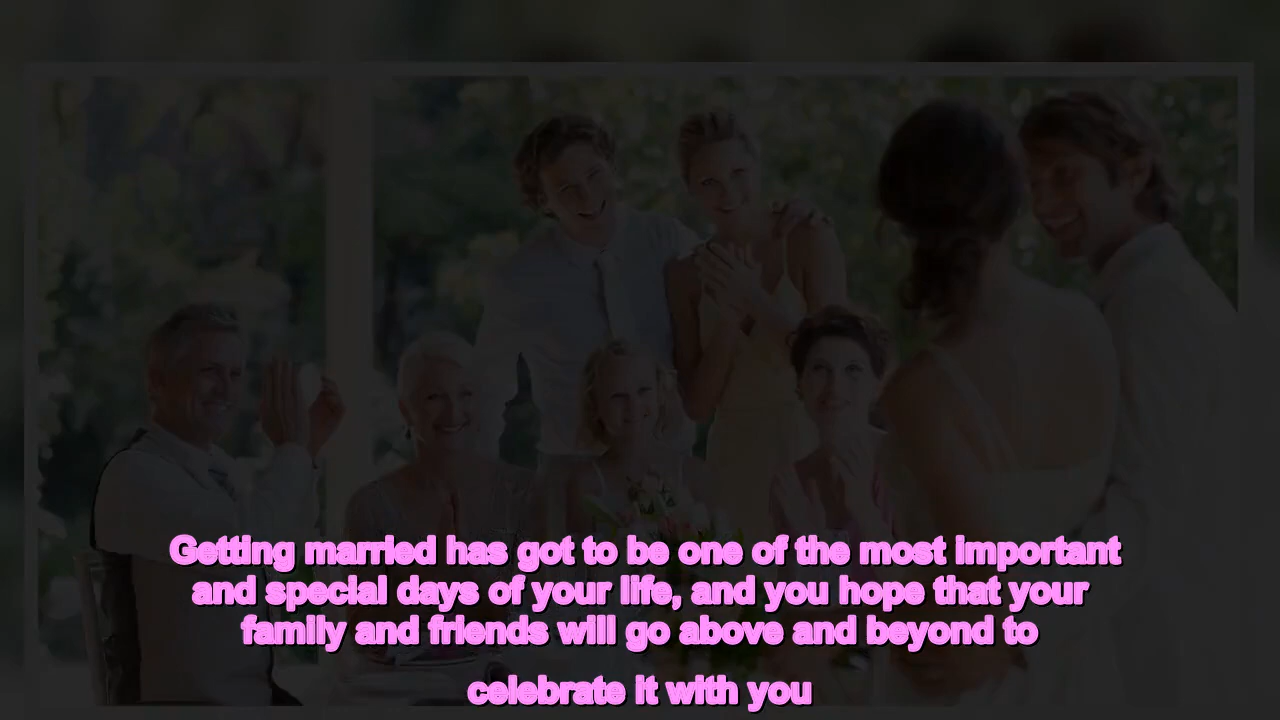 Getting married has got to be one of the most important
and special days of your life, and you hope that your
family and friends will go above and beyond to
celebrate it with you